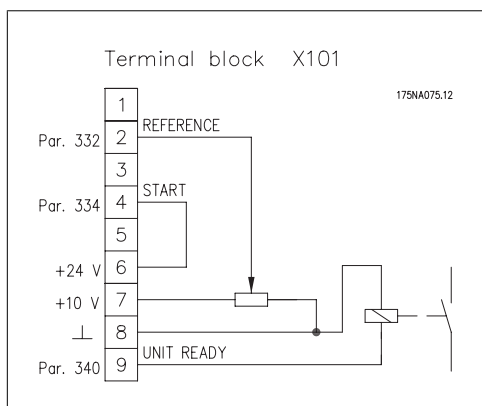 Terminal block X101
175NA075.12
1
Par. 332 2 REFERENCE
3
Par. 334 4 START
5
+24 V 6
+10 V 7
⊥ 8
Par. 340 9 UNIT READY